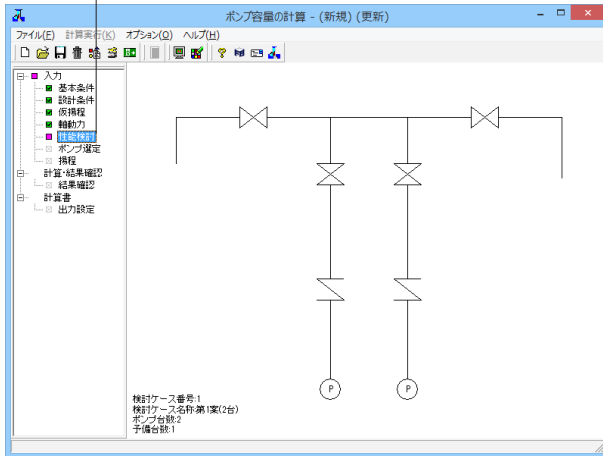 ポンプ容量の計算 - (新規) (更新)
ファイル(F) 計算実行(K) オプション(O) ヘルプ(H)
入力
基本条件
設計条件
仮揚程
軸動力
性能検討
ポンプ選定
揚程
計算・結果確認
結果確認
計算書
出力設定
P P
検討ケース番号:1
検討ケース名称:第1案(2台)
ポンプ台数:2
予備台数:1